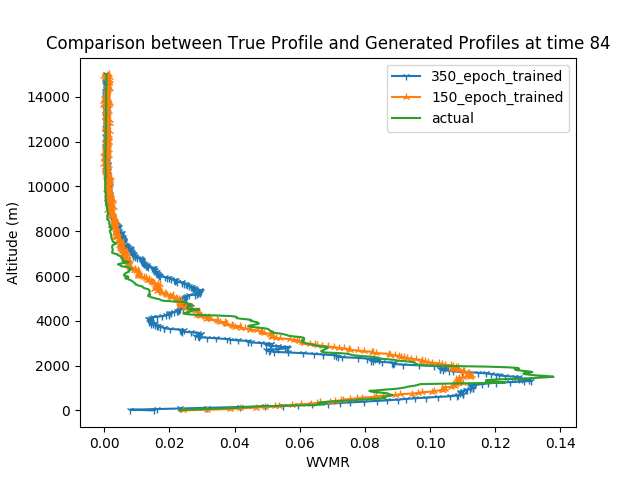 Comparison between True Profile and Generated Profiles at time 84
350_epoch_trained
150_epoch_trained
actual
14000
12000
10000
8000
6000
4000
2000
0
Altitude (m)
0.00 0.02 0.04 0.06 0.08 0.10 0.12 0.14
WVMR